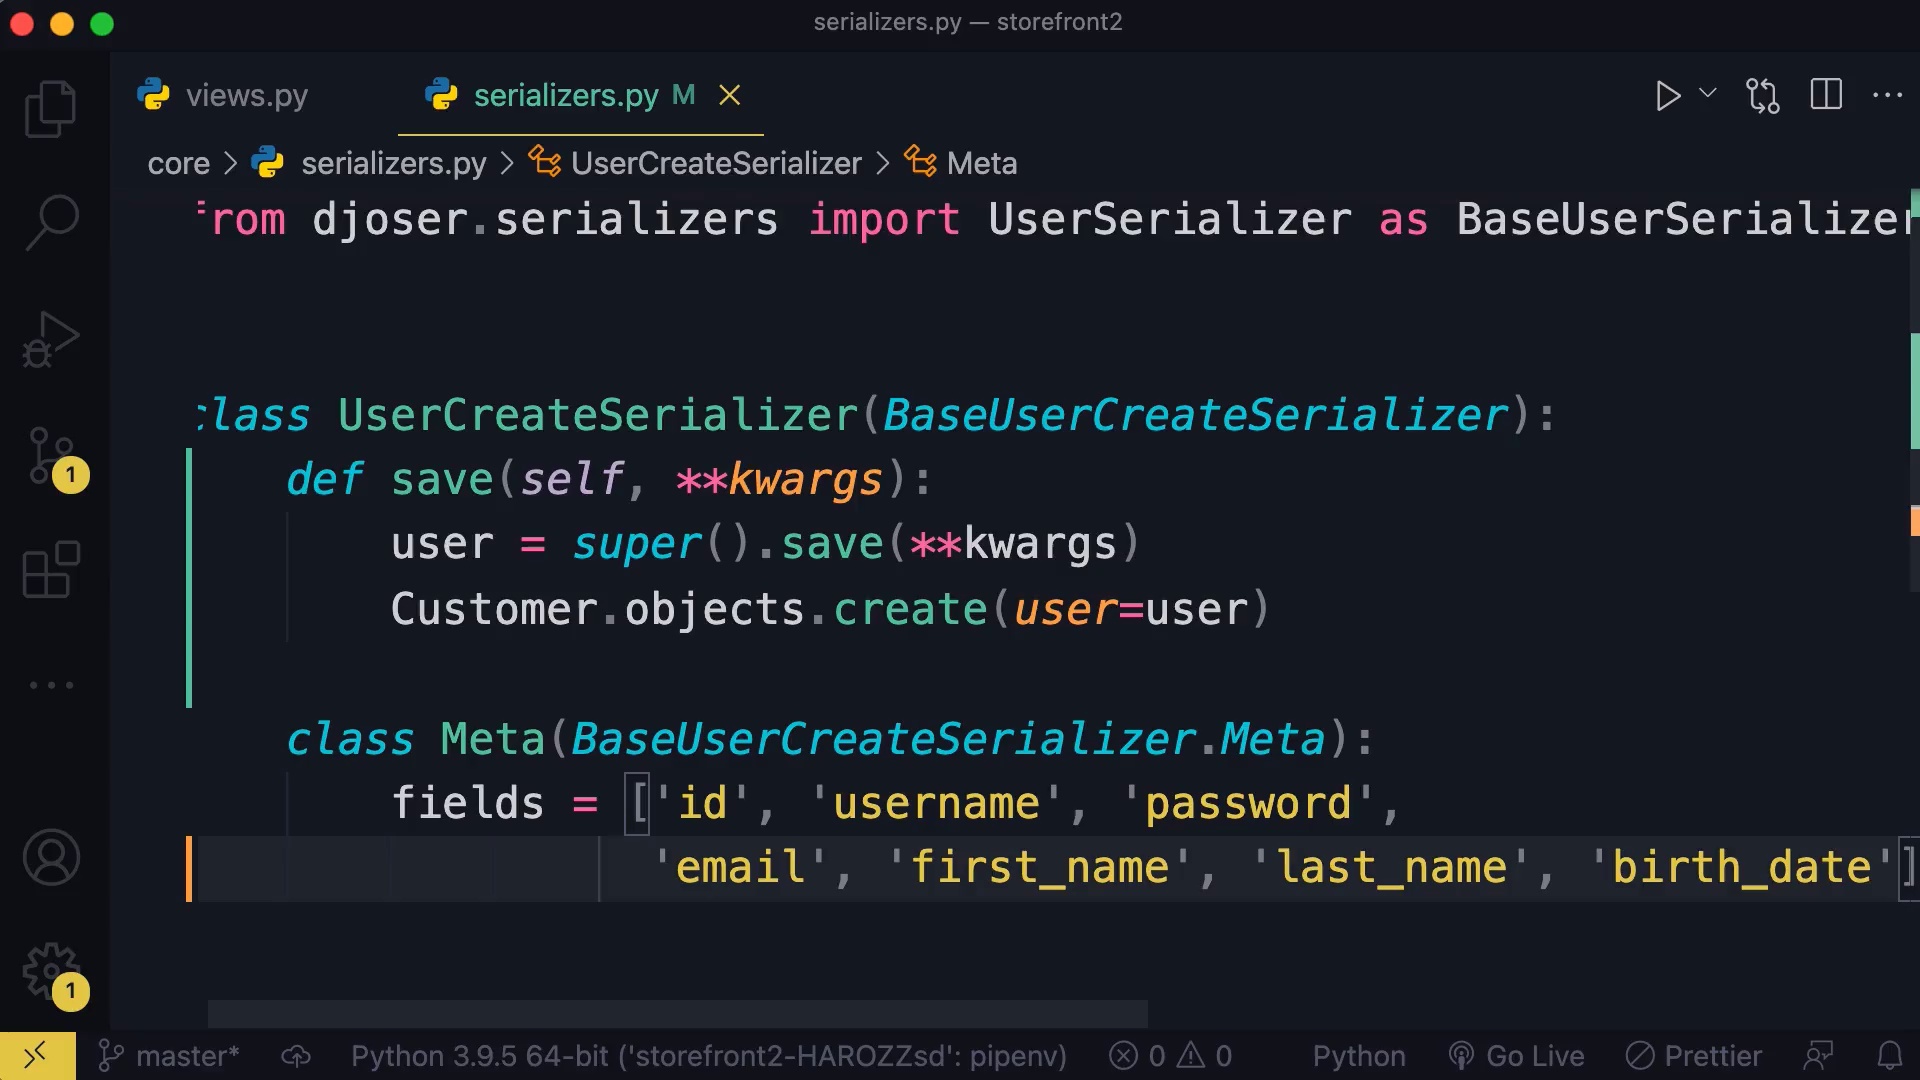 serializers.py — storefront2
views.py
serializers.py M
core > serializers.py > UserCreateSerializer > Meta
from djoser.serializers import UserSerializer as BaseUserSerializer
class UserCreateSerializer(BaseUserCreateSerializer):
def save(self, **kwargs):
user = super().save(**kwargs)
Customer.objects.create(user=user)
class Meta(BaseUserCreateSerializer.Meta):
fields = ['id', 'username', 'password',
'email', 'first_name', 'last_name', 'birth_date']
1
1
master* Python 3.9.5 64-bit ('storefront2-HAROZZsd': pipenv) 0 0 Python Go Live Prettier